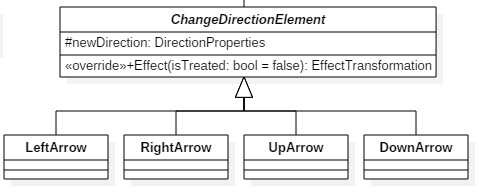 ChangeDirectionElement
#newDirection: DirectionProperties
«override»+Effect(isTreated: bool = false): EffectTransformation
LeftArrow RightArrow UpArrow DownArrow